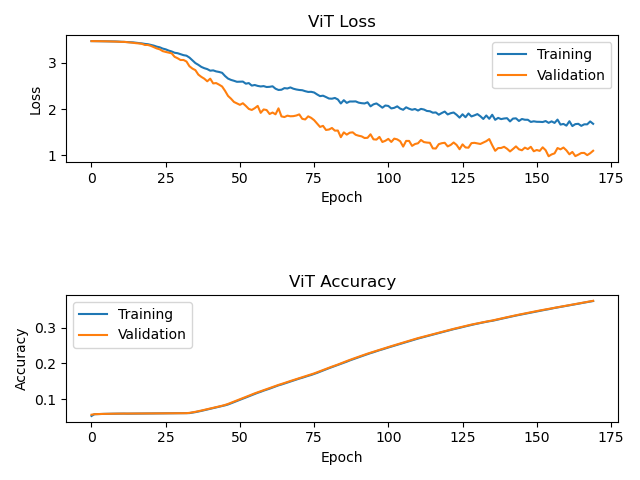 ViT Loss
Loss
3
2
1
Training
Validation
0 25 50 75 100 125 150 175
Epoch
ViT Accuracy
Accuracy
0.3
0.2
0.1
Training
Validation
0 25 50 75 100 125 150 175
Epoch